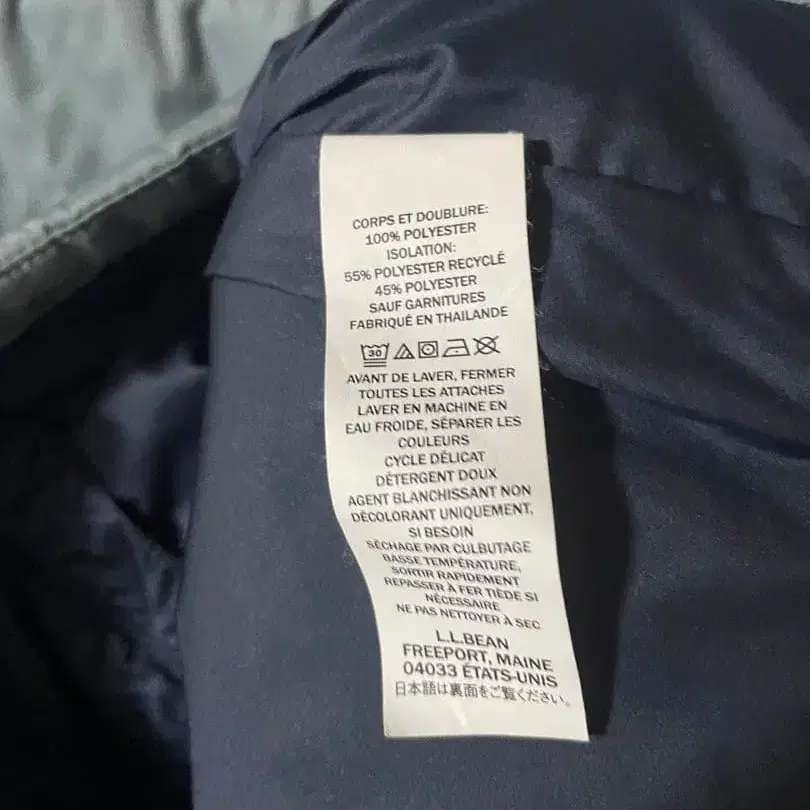 CORPS ET DOUBLURE:
100% POLYESTER
ISOLATION:
55% POLYESTER RECYCLÉ
45% POLYESTER
SAUF GARNITURES
FABRIQUÉ EN THAILANDE
30
AVANT DE LAVER, FERMER
TOUTES LES ATTACHES
LAVER EN MACHINE EN
EAU FROIDE, SÉPARER LES
COULEURS
CYCLE DÉLICAT
DÉTERGENT DOUX
AGENT BLANCHISSANT NON
DÉCOLORANT UNIQUEMENT,
SI BESOIN
SÉCHAGE PAR CULBUTAGE
BASSE TEMPÉRATURE,
SORTIR RAPIDEMENT
REPASSER À FER TIÈDE SI
NÉCESSAIRE
NE PAS NETTOYER À SEC
L.L.BEAN
FREEPORT, MAINE
04033 ÉTATS-UNIS
日本語は裏面をご覧ください。